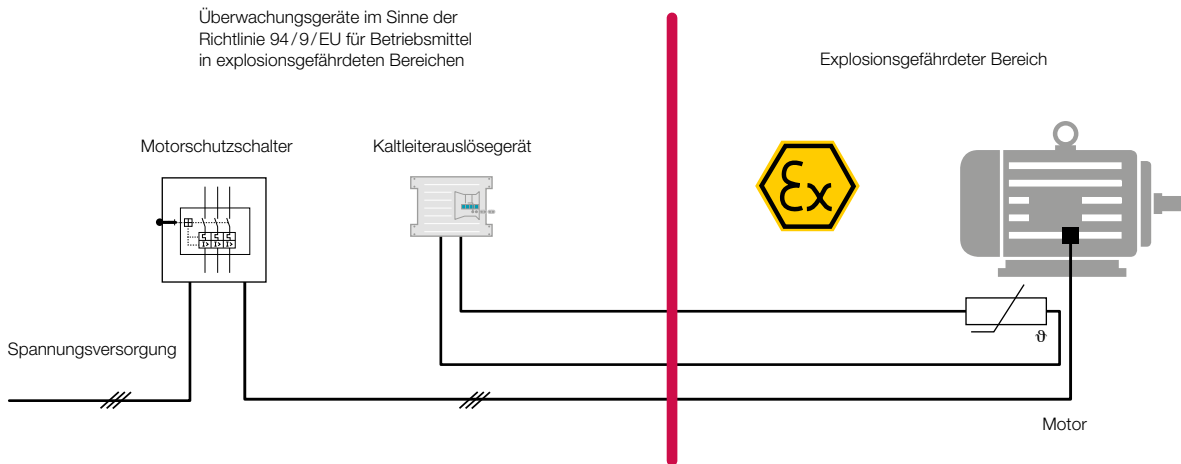 Überwachungsgeräte im Sinne der
Richtlinie 94/9/EU für Betriebsmittel
in explosionsgefährdeten Bereichen
Explosionsgefährdeter Bereich
Motorschutzschalter
Kaltleiterauslösegerät
Ex
Spannungsversorgung
ϑ
Motor